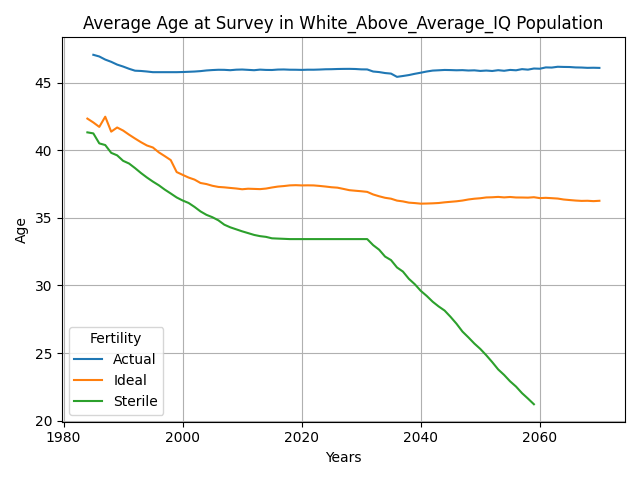 Average Age at Survey in White_Above_Average_IQ Population
Age
45
40
35
30
25
20
Fertility
Actual
Ideal
Sterile
1980
2000
2020
2040
2060
Years